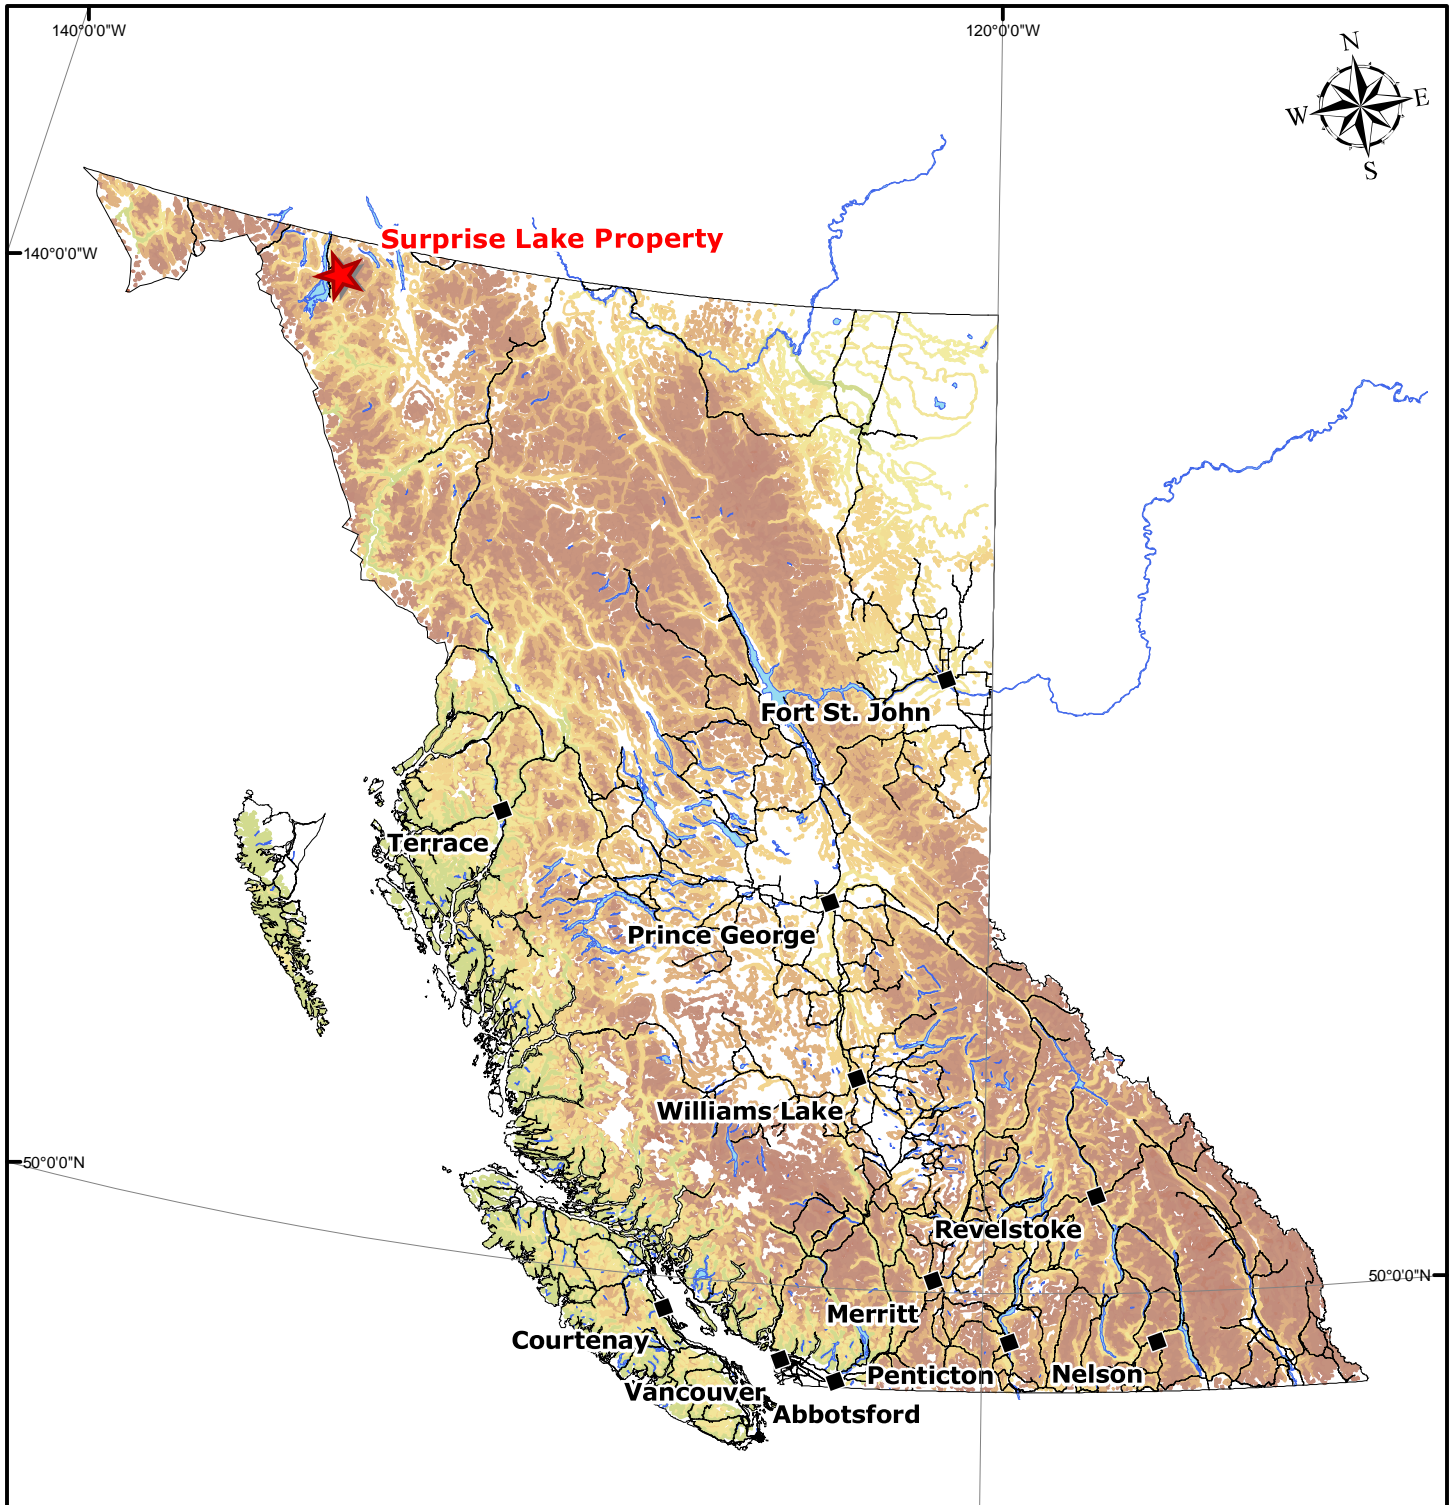 140°0'0"W
120°0'0"W
N
W
E
S
Surprise Lake Property
140°0'0"W
Fort St. John
Terrace
Prince George
Williams Lake
50°0'0"N
Revelstoke
50°0'0"N
Merritt
Courtenay
Penticton
Nelson
Vancouver
Abbotsford